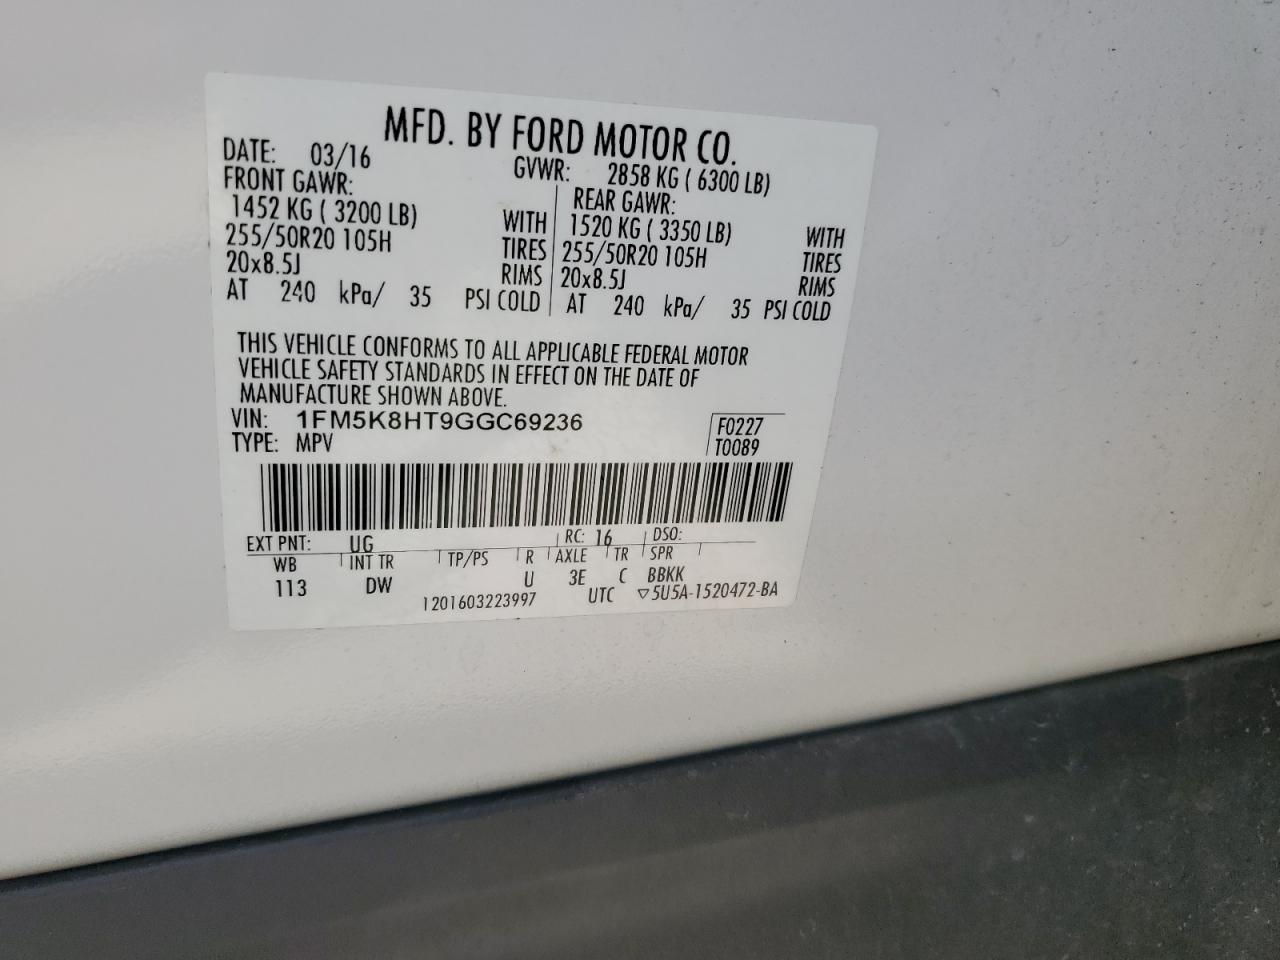 MFD. BY FORD MOTOR CO.
DATE: 03/16 GVWR: 2858 KG ( 6300 LB)
FRONT GAWR: REAR GAWR:
1452 KG ( 3200 LB) WITH 1520 KG ( 3350 LB) WITH
255/50R20 105H TIRES 255/50R20 105H TIRES
20x8.5J RIMS 20x8.5J RIMS
AT 240 kPa/ 35 PSI COLD AT 240 kPa/ 35 PSI COLD
THIS VEHICLE CONFORMS TO ALL APPLICABLE FEDERAL MOTOR
VEHICLE SAFETY STANDARDS IN EFFECT ON THE DATE OF
MANUFACTURE SHOWN ABOVE.
VIN: 1FM5K8HT9GGC69236 F0227
TYPE: MPV T0089
EXT PNT: UG RC: 16 DSO:
WB INT TR TP/PS R AXLE TR SPR
113 DW U 3E C BBKK
1201603223997 UTC ▽5U5A-1520472-BA